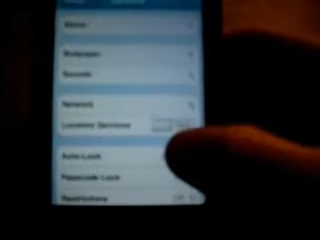 About
Wallpaper
Sounds
Network
Location Services
Auto-Lock
Passcode Lock
Restrictions